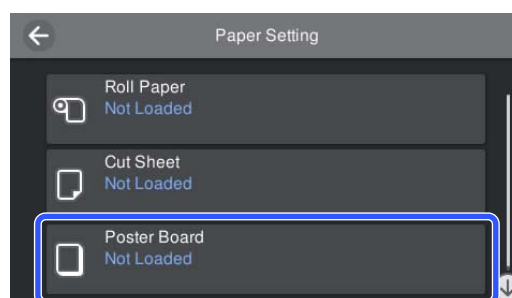 Paper Setting
Roll Paper
Not Loaded
Cut Sheet
Not Loaded
Poster Board
Not Loaded